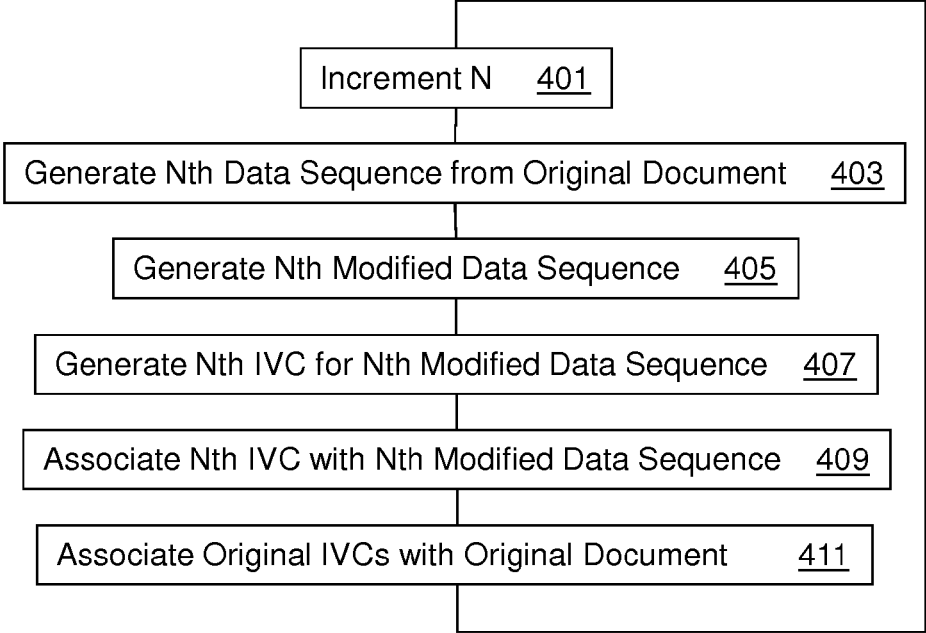 Increment N 401
Generate Nth Data Sequence from Original Document 403
Generate Nth Modified Data Sequence 405
Generate Nth IVC for Nth Modified Data Sequence 407
Associate Nth IVC with Nth Modified Data Sequence 409
Associate Original IVCs with Original Document 411